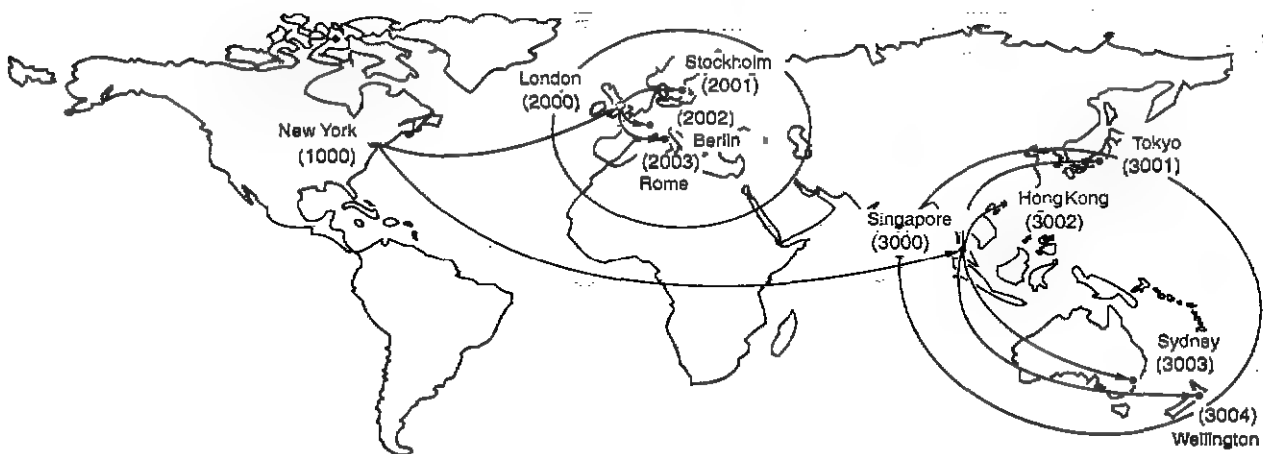 London
(2000)
Stockholm
(2001)
(2002)
Berlin
(2003)
Rome
New York
(1000)
Tokyo
(3001)
Hong Kong
(3002)
Singapore
(3000)
Sydney
(3003)
(3004)
Wellington